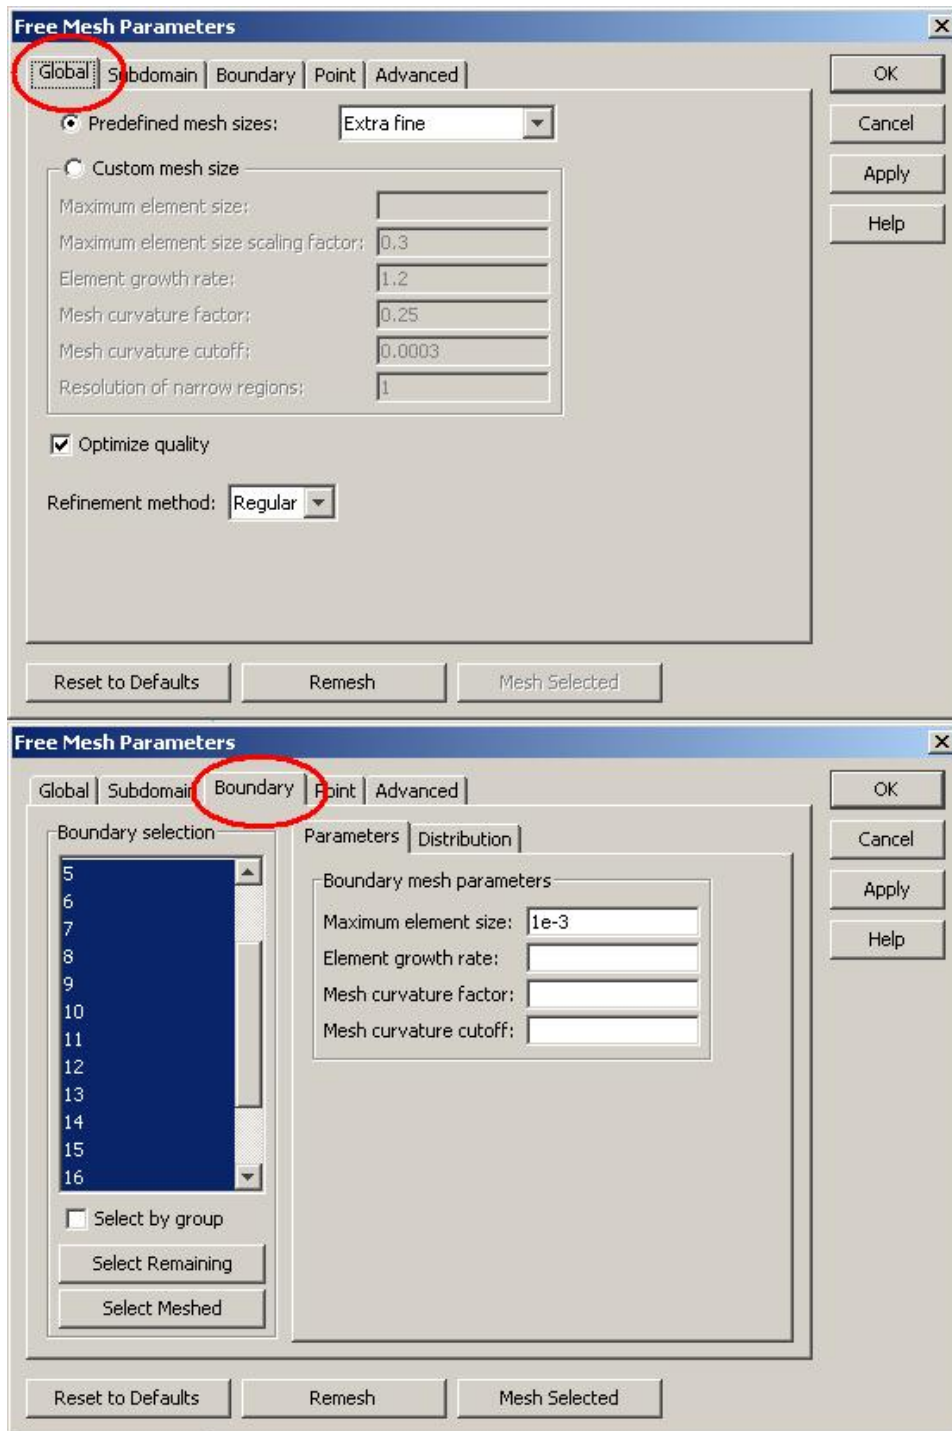 Free Mesh Parameters
Global Subdomain Boundary Point Advanced
OK
Predefined mesh sizes: Extra fine
Cancel
Custom mesh size
Apply
Maximum element size:
Help
Maximum element size scaling factor: 0.3
Element growth rate: 1.2
Mesh curvature factor: 0.25
Mesh curvature cutoff: 0.0003
Resolution of narrow regions: 1
Optimize quality
Refinement method: Regular
Reset to Defaults Remesh Mesh Selected
Free Mesh Parameters
Global Subdomain Boundary Point Advanced
OK
Boundary selection
Parameters Distribution
Cancel
5
Boundary mesh parameters
Apply
6
7
Maximum element size: 1e-3
Help
8
Element growth rate:
9
Mesh curvature factor:
10
11
Mesh curvature cutoff:
12
13
14
15
16
Select by group
Select Remaining
Select Meshed
Reset to Defaults Remesh Mesh Selected